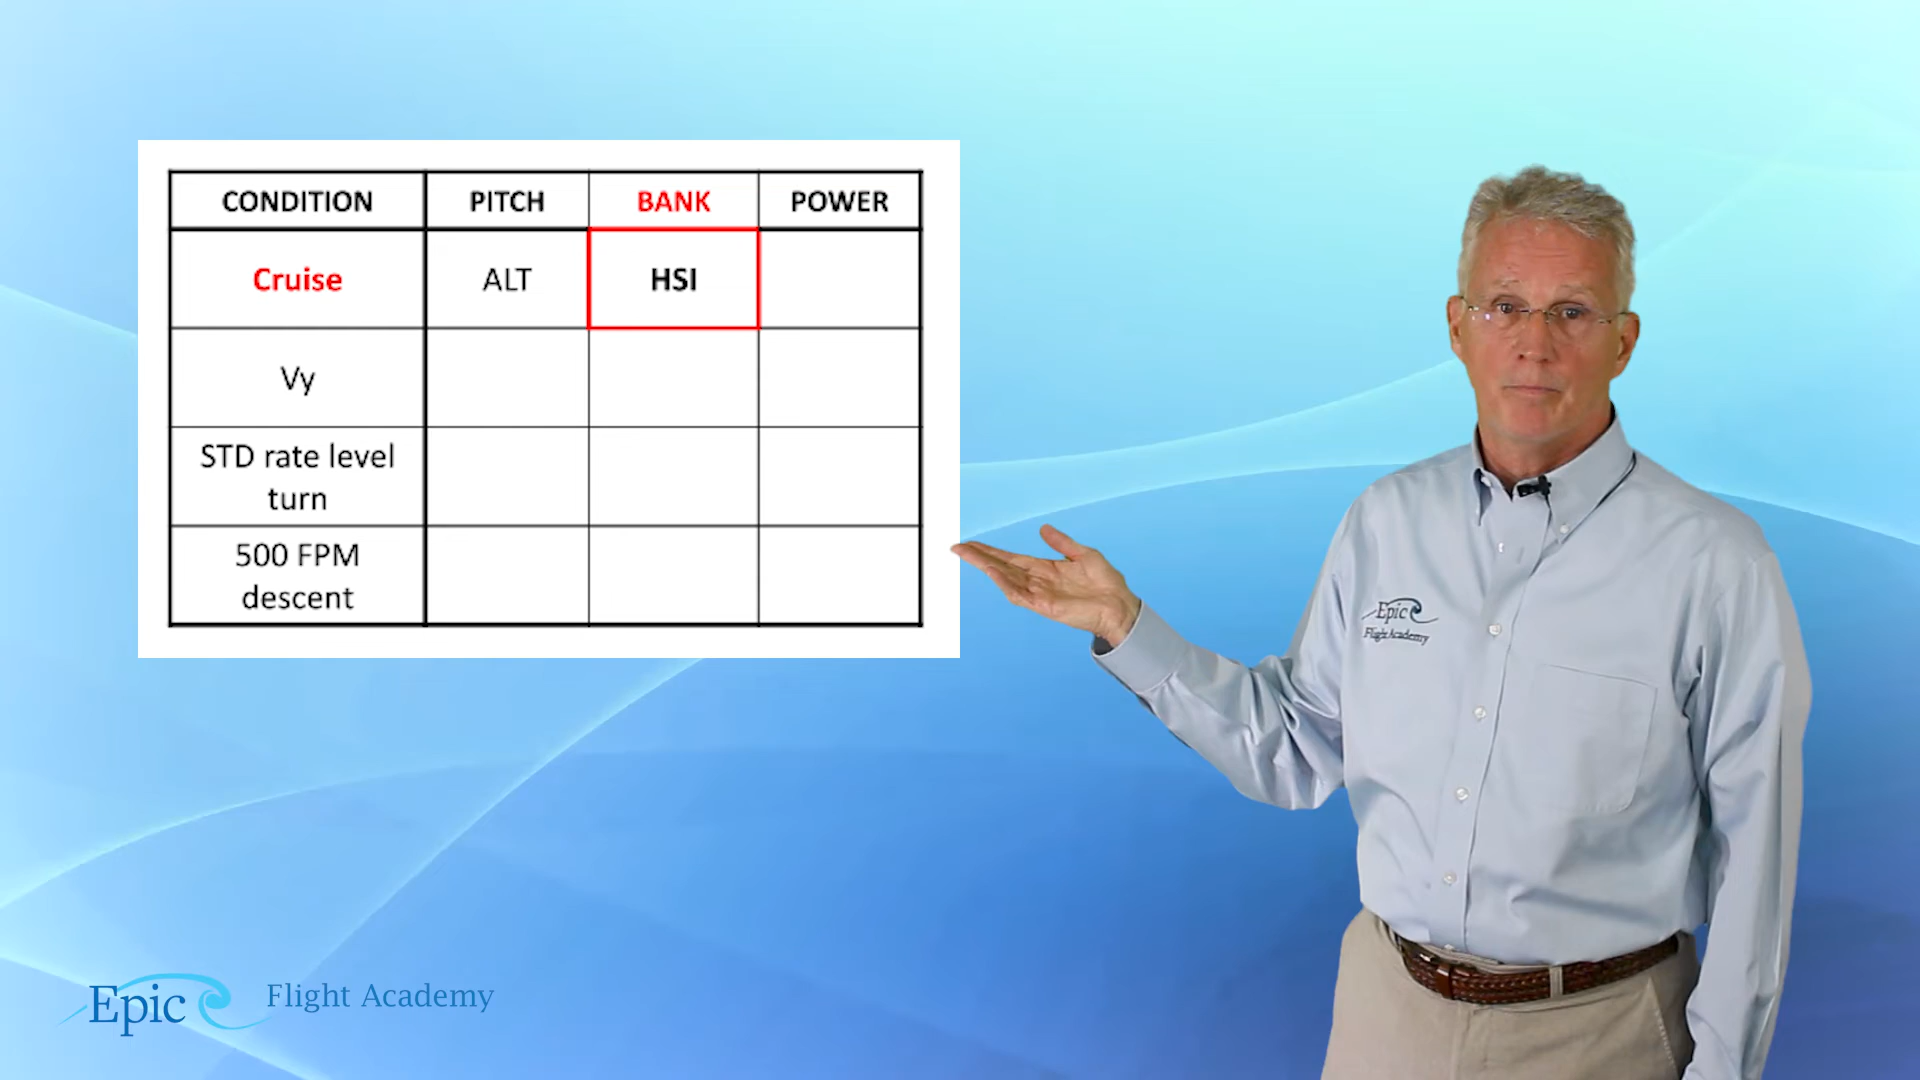 CONDITION PITCH BANK POWER
Cruise ALT HSI
Vy
STD rate level
turn
500 FPM
descent
Epic
Flight Academy
Epic Flight Academy